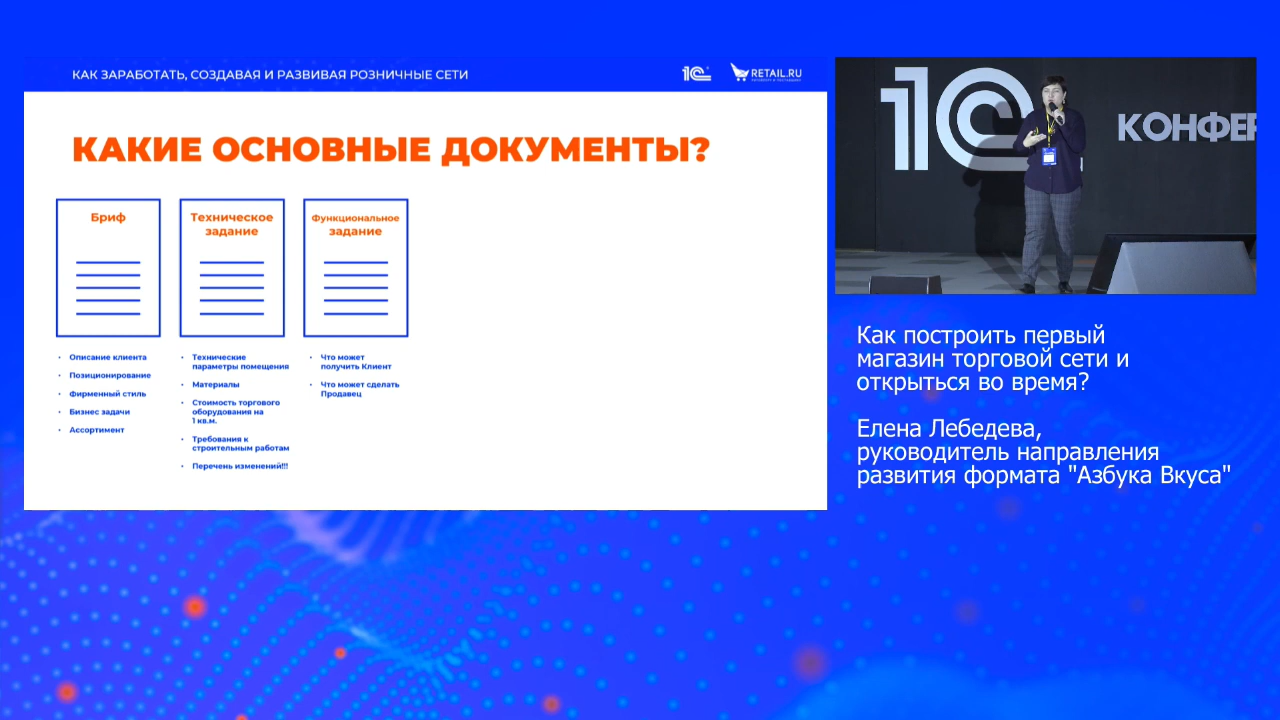 КАК ЗАРАБОТАТЬ, СОЗДАВАЯ И РАЗВИВАЯ РОЗНИЧНЫЕ СЕТИ
1С
RETAIL.RU
КАКИЕ ОСНОВНЫЕ ДОКУМЕНТЫ?
Бриф
• Описание клиента
• Позиционирование
• Фирменный стиль
• Бизнес задачи
• Ассортимент
Техническое
задание
• Технические
параметры помещения
• Материалы
• Стоимость торгового
оборудования на
1 кв.м.
• Требования к
строительным работам
• Перечень изменений!!!
Функциональное
задание
• Что может
получить Клиент
• Что может сделать
Продавец
1С
КОНФЕР
Как построить первый
магазин торговой сети и
открыться во время?
Елена Лебедева,
руководитель направления
развития формата "Азбука Вкуса"